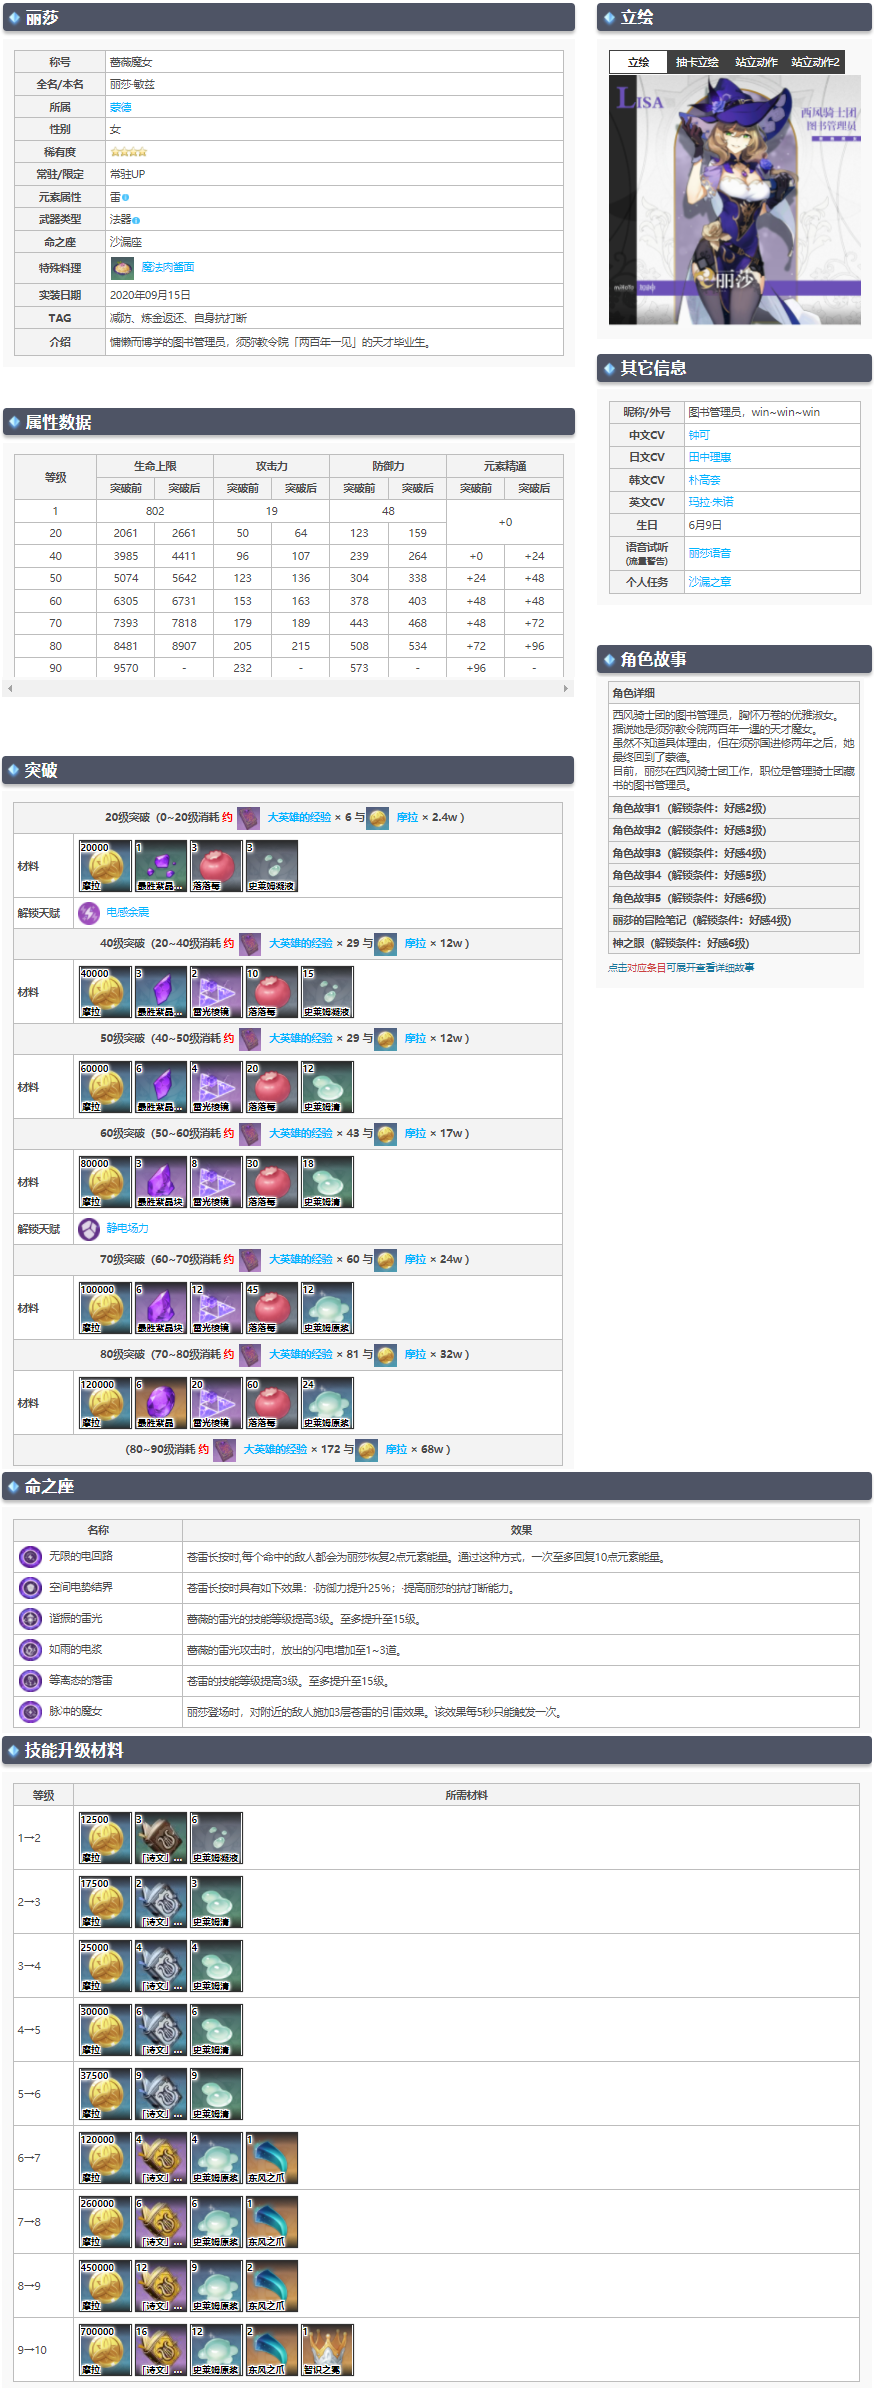 丽莎
称号 蔷薇魔女
全名/本名 丽莎·敏兹
所属 蒙德
性别 女
稀有度
常驻/限定 常驻UP
元素属性 雷
武器类型 法器
命之座 沙漏座
特殊料理 魔法肉酱面
实装日期 2020年09月15日
TAG 减防、炼金返还、自身抗打断
介绍 慵懒而博学的图书管理员，须弥教令院「两百年一见」的天才毕业生。
立绘
立绘 抽卡立绘 站立动作 站立动作2
LISA
西风骑士团
图书管理员
丽莎
属性数据
等级 生命上限 攻击力 防御力 元素精通
突破前 突破后 突破前 突破后 突破前 突破后 突破前 突破后
1 802 19 48 +0
20 2061 2661 50 64 123 159
40 3985 4411 96 107 239 264 +0 +24
50 5074 5642 123 136 304 338 +24 +48
60 6305 6731 153 163 378 403 +48 +48
70 7393 7818 179 189 443 468 +48 +72
80 8481 8907 205 215 508 534 +72 +96
90 9570 - 232 - 573 - +96 -
其它信息
昵称/外号 图书管理员，win~win~win
中文CV 钟可
日文CV 田中理惠
韩文CV 朴高䒟
英文CV 玛拉·朱诺
生日 6月9日
语音试听
(流量警告) 丽莎语音
个人任务 沙漏之章
角色故事
角色详细
西风骑士团的图书管理员，胸怀万卷的优雅淑女。
据说她是须弥教令院两百年一遇的天才魔女。
虽然不知道具体理由，但在须弥国进修两年之后，她
最终回到了蒙德。
目前，丽莎在西风骑士团工作，职位是管理骑士团藏
书的图书管理员。
角色故事1（解锁条件：好感2级)
角色故事2（解锁条件：好感3级)
角色故事3（解锁条件：好感4级)
角色故事4（解锁条件：好感5级)
角色故事5（解锁条件：好感6级)
丽莎的冒险笔记（解锁条件：好感4级)
神之眼（解锁条件：好感6级)
点击对应条目可展开查看详细故事
突破
20级突破（0~20级消耗 约 大英雄的经验 × 6 与 摩拉 × 2.4w )
材料
20000 1 3 3
摩拉 最胜紫晶... 落落莓 史莱姆凝液
解锁天赋 电感余震
40级突破（20~40级消耗 约 大英雄的经验 × 29 与 摩拉 × 12w )
材料
40000 3 2 10 15
摩拉 最胜紫晶... 雷光棱镜 落落莓 史莱姆凝液
50级突破（40~50级消耗 约 大英雄的经验 × 29 与 摩拉 × 12w )
材料
60000 6 4 20 12
摩拉 最胜紫晶... 雷光棱镜 落落莓 史莱姆清
60级突破（50~60级消耗 约 大英雄的经验 × 43 与 摩拉 × 17w )
材料
80000 3 8 30 18
摩拉 最胜紫晶块 雷光棱镜 落落莓 史莱姆清
解锁天赋 静电场力
70级突破（60~70级消耗 约 大英雄的经验 × 60 与 摩拉 × 24w )
材料
100000 6 12 45 12
摩拉 最胜紫晶块 雷光棱镜 落落莓 史莱姆原浆
80级突破（70~80级消耗 约 大英雄的经验 × 81 与 摩拉 × 32w )
材料
120000 6 20 60 24
摩拉 最胜紫晶 雷光棱镜 落落莓 史莱姆原浆
(80~90级消耗 约 大英雄的经验 × 172 与 摩拉 × 68w )
命之座
名称 效果
无限的电回路 苍雷长按时,每个命中的敌人都会为丽莎恢复2点元素能量。通过这种方式，一次至多回复10点元素能量。
空间电势结界 苍雷长按时具有如下效果：·防御力提升25%；·提高丽莎的抗打断能力。
谐振的雷光 蔷薇的雷光的技能等级提高3级。至多提升至15级。
如雨的电浆 蔷薇的雷光攻击时，放出的闪电增加至1~3道。
等离态的落雷 苍雷的技能等级提高3级。至多提升至15级。
脉冲的魔女 丽莎登场时，对附近的敌人施加3层苍雷的引雷效果。该效果每5秒只能触发一次。
技能升级材料
等级 所需材料
1→2
12500 3 6
摩拉 「诗文」... 史莱姆凝液
2→3
17500 2 3
摩拉 「诗文」... 史莱姆清
3→4
25000 4 4
摩拉 「诗文」... 史莱姆清
4→5
30000 6 6
摩拉 「诗文」... 史莱姆清
5→6
37500 9 9
摩拉 「诗文」... 史莱姆清
6→7
120000 4 4 1
摩拉 「诗文」... 史莱姆原浆 东风之爪
7→8
260000 6 6 1
摩拉 「诗文」... 史莱姆原浆 东风之爪
8→9
450000 12 9 2
摩拉 「诗文」... 史莱姆原浆 东风之爪
9→10
700000 16 12 2 1
摩拉 「诗文」... 史莱姆原浆 东风之爪 智识之冕